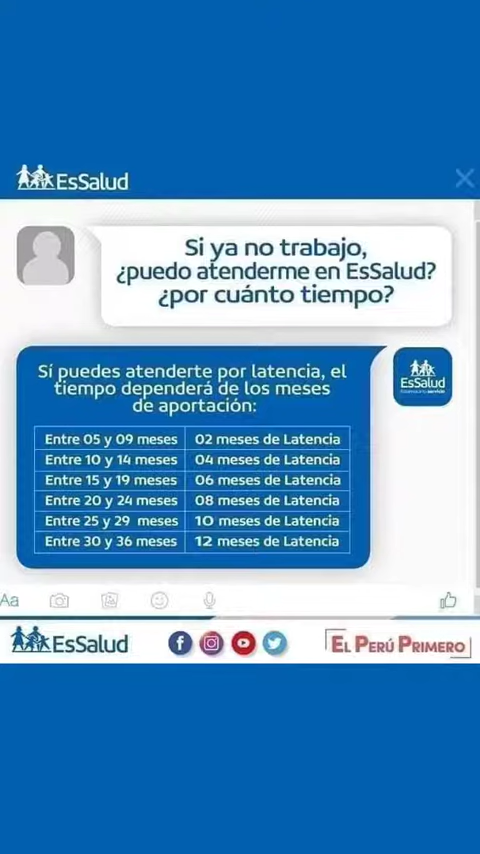 EsSalud
Si ya no trabajo,
¿puedo atenderme en EsSalud?
¿por cuánto tiempo?
Sí puedes atenderte por latencia, el
tiempo dependerá de los meses
de aportación:
EsSalud
Entre 05 y 09 meses 02 meses de Latencia
Entre 10 y 14 meses 04 meses de Latencia
Entre 15 y 19 meses 06 meses de Latencia
Entre 20 y 24 meses 08 meses de Latencia
Entre 25 y 29 meses 10 meses de Latencia
Entre 30 y 36 meses 12 meses de Latencia
Aa
EsSalud
EL PERÚ PRIMERO